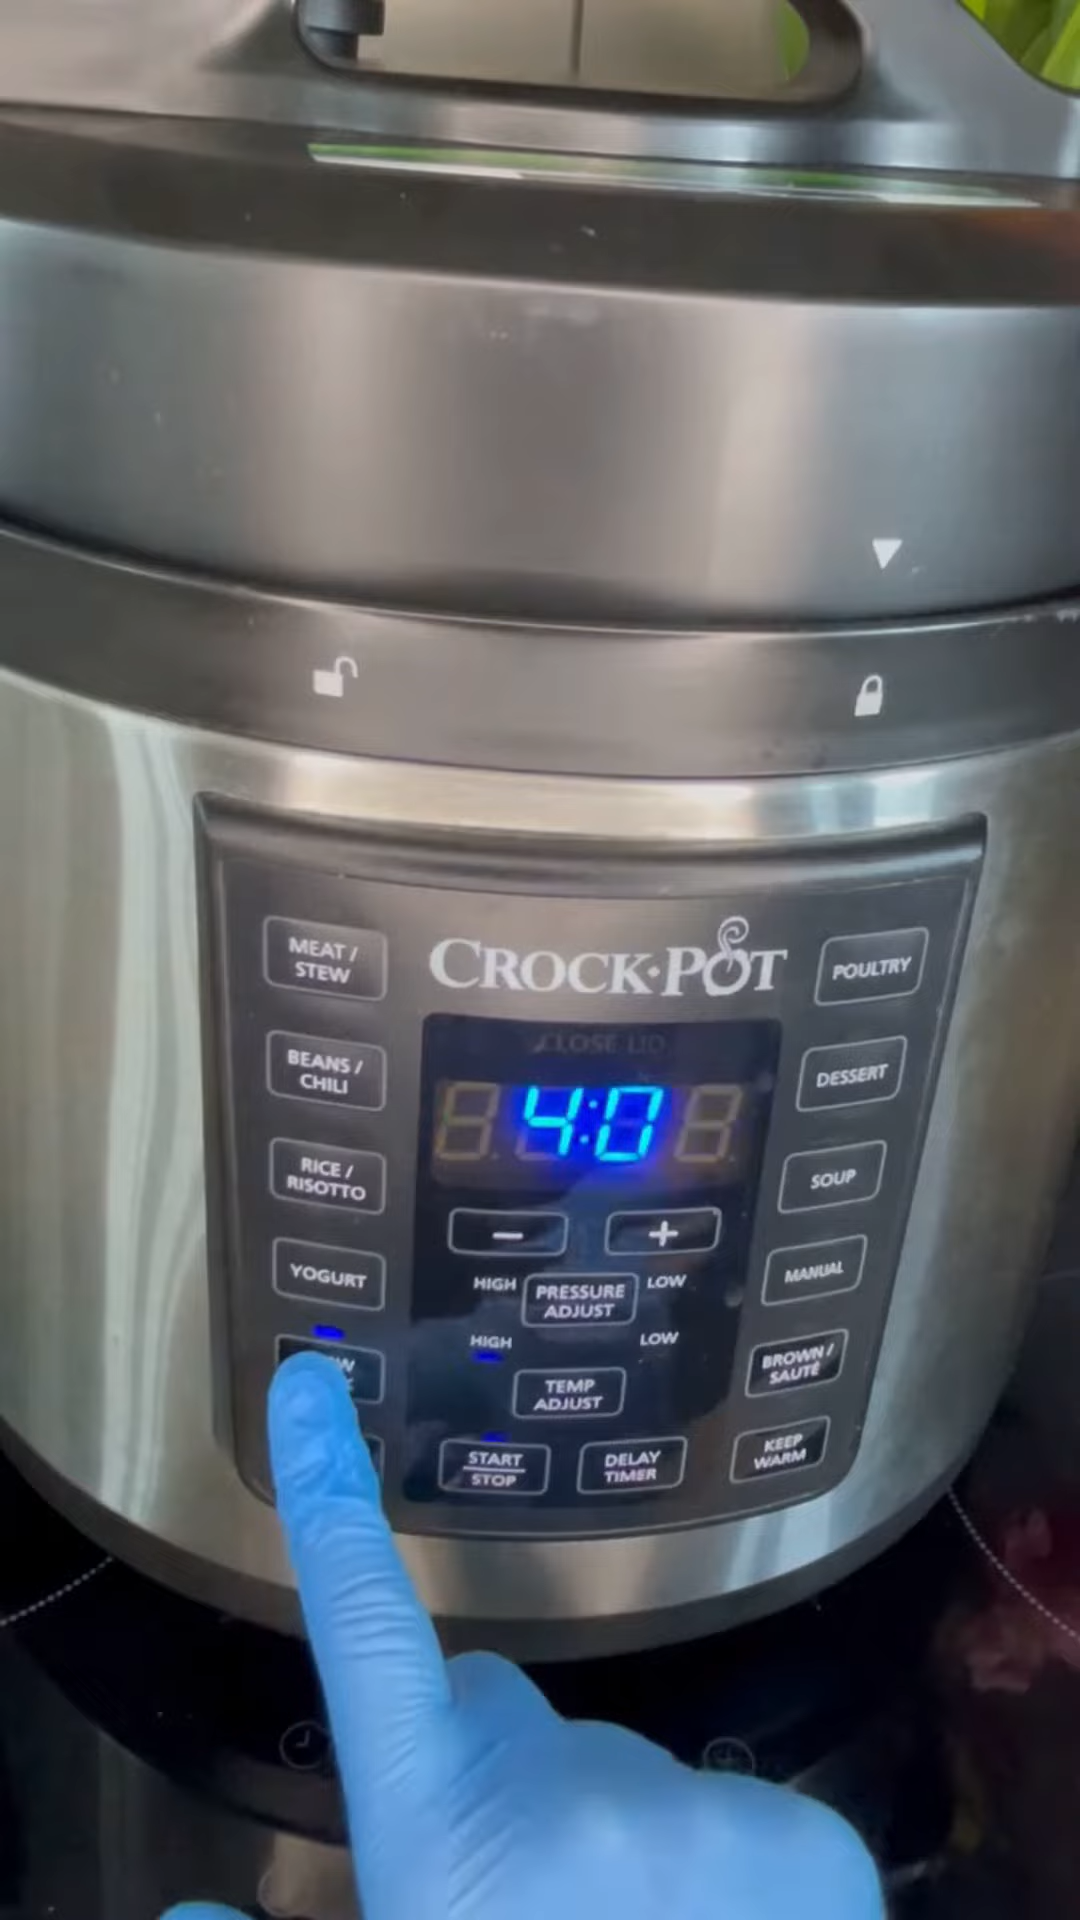 MEAT /
STEW
CROCK·POT
POULTRY
CLOSE LID
BEANS /
CHILI
4:0
DESSERT
RICE /
RISOTTO
SOUP
−
+
YOGURT
HIGH
PRESSURE
ADJUST
LOW
MANUAL
HIGH
LOW
TEMP
ADJUST
BROWN /
SAUTÉ
START
STOP
DELAY
TIMER
KEEP
WARM